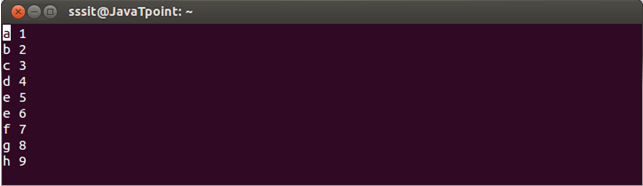 sssit@JavaTpoint: ~
a 1
b 2
c 3
d 4
e 5
e 6
f 7
g 8
h 9